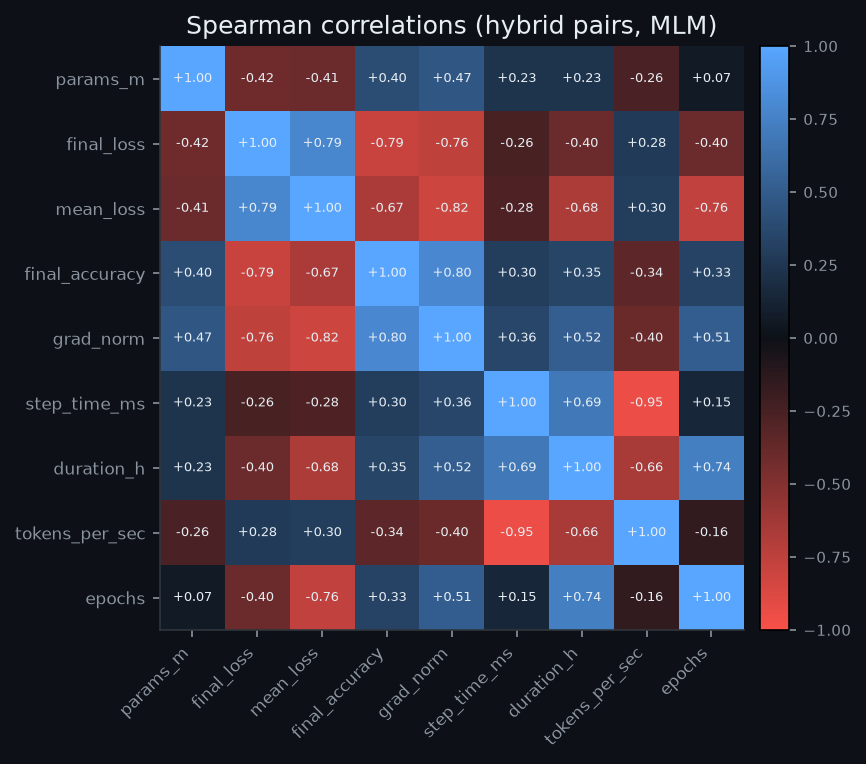 Spearman correlations (hybrid pairs, MLM)
params_m +1.00 -0.42 -0.41 +0.40 +0.47 +0.23 +0.23 -0.26 +0.07
final_loss -0.42 +1.00 +0.79 -0.79 -0.76 -0.26 -0.40 +0.28 -0.40
mean_loss -0.41 +0.79 +1.00 -0.67 -0.82 -0.28 -0.68 +0.30 -0.76
final_accuracy +0.40 -0.79 -0.67 +1.00 +0.80 +0.30 +0.35 -0.34 +0.33
grad_norm +0.47 -0.76 -0.82 +0.80 +1.00 +0.36 +0.52 -0.40 +0.51
step_time_ms +0.23 -0.26 -0.28 +0.30 +0.36 +1.00 +0.69 -0.95 +0.15
duration_h +0.23 -0.40 -0.68 +0.35 +0.52 +0.69 +1.00 -0.66 +0.74
tokens_per_sec -0.26 +0.28 +0.30 -0.34 -0.40 -0.95 -0.66 +1.00 -0.16
epochs +0.07 -0.40 -0.76 +0.33 +0.51 +0.15 +0.74 -0.16 +1.00
params_m final_loss mean_loss final_accuracy grad_norm step_time_ms duration_h tokens_per_sec epochs
1.00
0.75
0.50
0.25
0.00
−0.25
−0.50
−0.75
−1.00